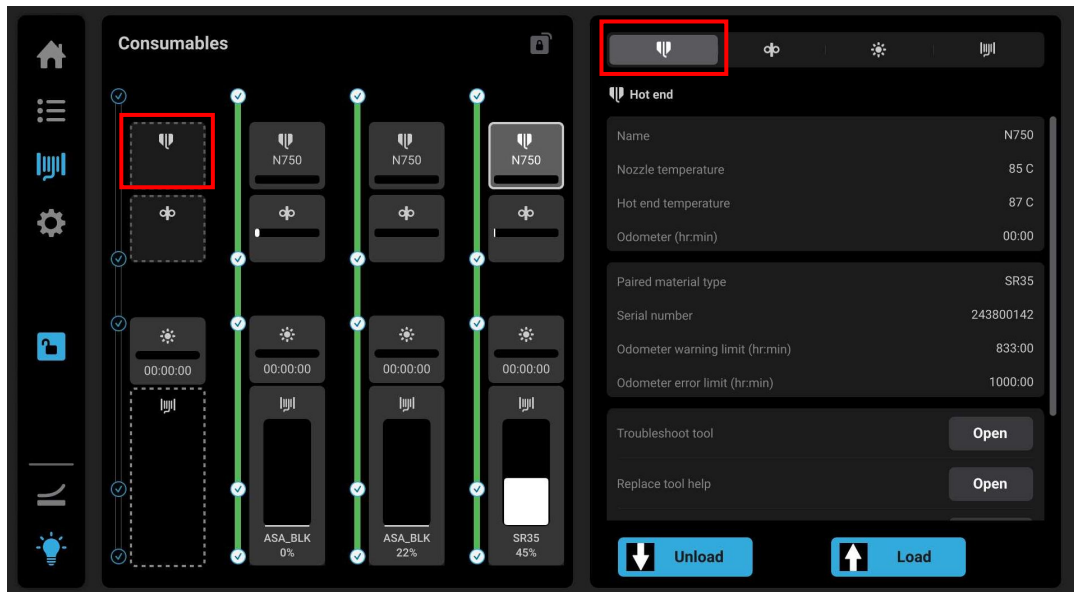 Consumables
N750
N750
N750
00:00:00
00:00:00
00:00:00
00:00:00
ASA_BLK
0%
ASA_BLK
22%
SR35
45%
Hot end
Name N750
Nozzle temperature 85 C
Hot end temperature 87 C
Odometer (hr:min) 00:00
Paired material type SR35
Serial number 243800142
Odometer warning limit (hr:min) 833:00
Odometer error limit (hr:min) 1000:00
Troubleshoot tool Open
Replace tool help Open
Unload
Load